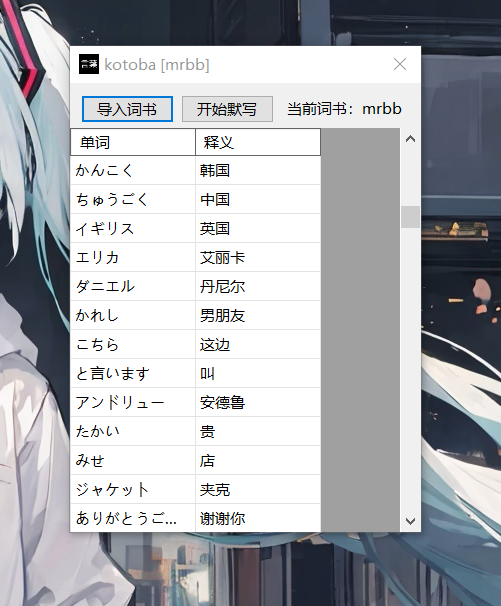 言葉 kotoba [mrbb]
导入词书 开始默写 当前词书：mrbb
单词 释义
かんこく 韩国
ちゅうごく 中国
イギリス 英国
エリカ 艾丽卡
ダニエル 丹尼尔
かれし 男朋友
こちら 这边
と言います 叫
アンドリュー 安德鲁
たかい 贵
みせ 店
ジャケット 夹克
ありがとうご... 谢谢你